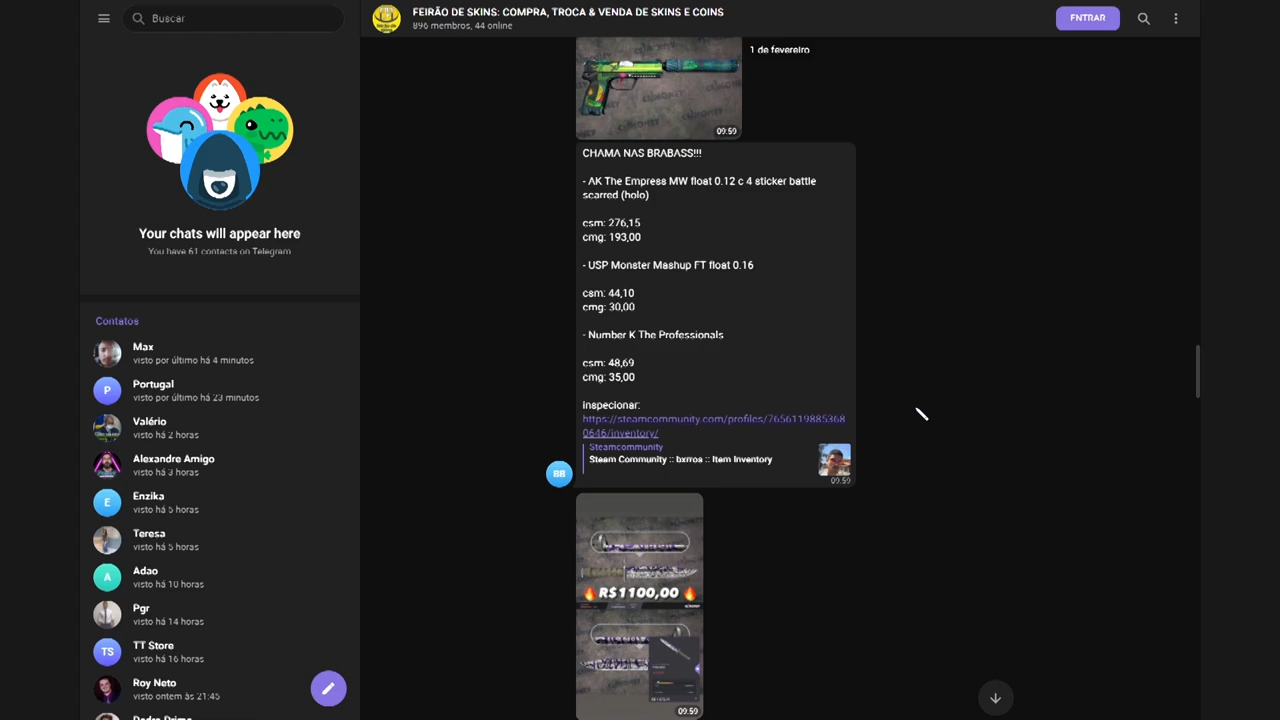 Buscar
FEIRÃO DE SKINS: COMPRA, TROCA & VENDA DE SKINS E COINS
896 membros, 44 online
ENTRAR
Your chats will appear here
You have 61 contacts on Telegram
Contatos
Max
visto por último há 4 minutos
P
Portugal
visto por último há 23 minutos
Valério
visto há 2 horas
Alexandre Amigo
visto há 3 horas
E
Enzika
visto há 5 horas
Teresa
visto há 5 horas
A
Adao
visto há 10 horas
Pgr
visto há 14 horas
TS
TT Store
visto há 16 horas
Roy Neto
visto ontem às 21:45
1 de fevereiro
09:59
CHAMA NAS BRABASS!!!
- AK The Empress MW float 0.12 c 4 sticker battle
scarred (holo)
csm: 276,15
cmg: 193,00
- USP Monster Mashup FT float 0.16
csm: 44,10
cmg: 30,00
- Number K The Professionals
csm: 48,69
cmg: 35,00
inspecionar:
https://steamcommunity.com/profiles/7656119885368
0646/inventory/
Steamcommunity
Steam Community :: bxrros :: Item Inventory
09:59
BB
R$1100,00
09:59